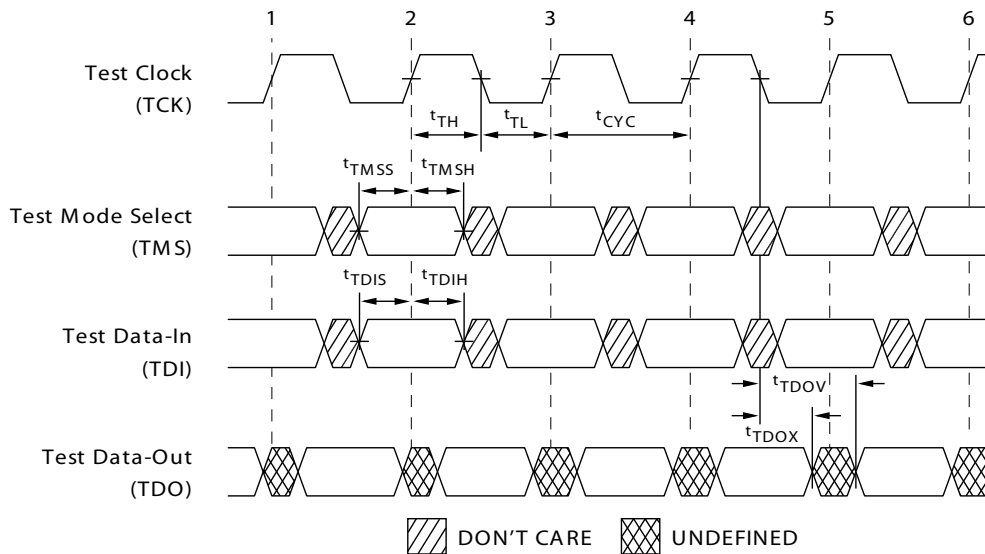 1 2 3 4 5 6
Test Clock
(TCK)
tTH tTL tCYC
tTMSS tTMSH
Test Mode Select
(TMS)
tTDIS tTDIH
Test Data-In
(TDI)
tTDOV
tTDOX
Test Data-Out
(TDO)
DON'T CARE UNDEFINED